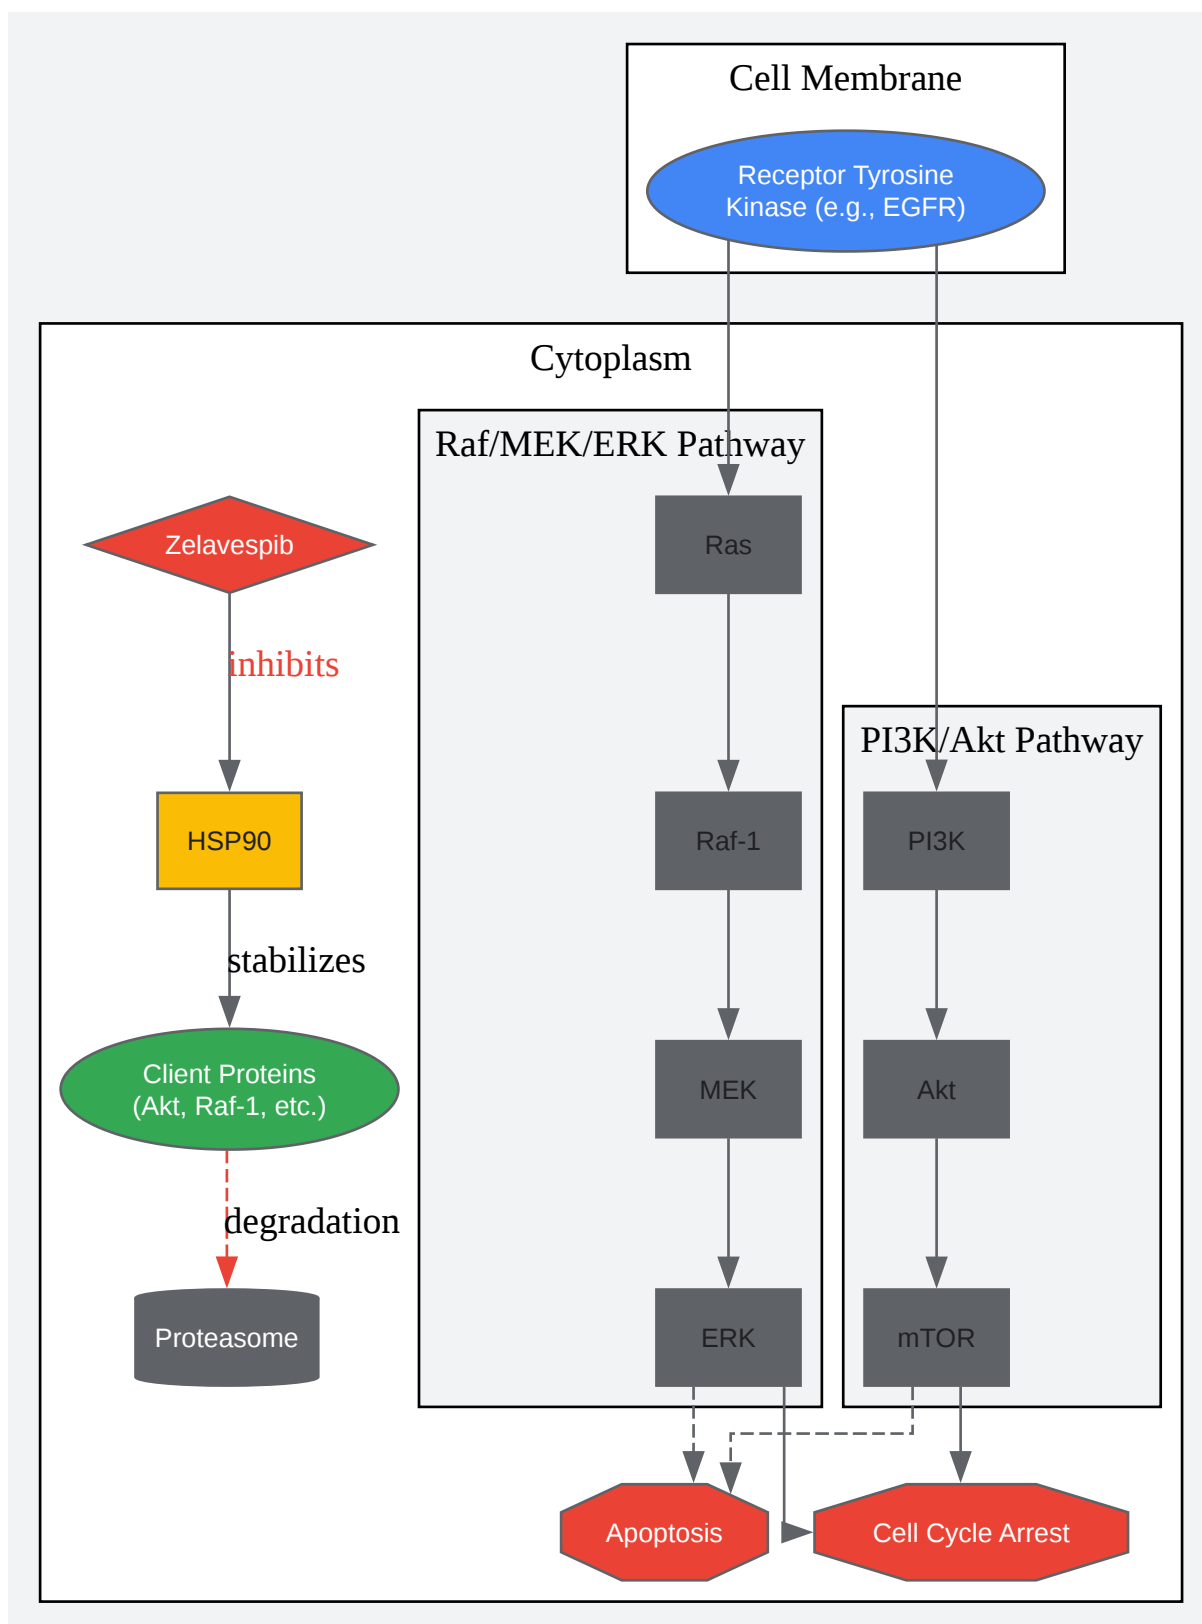 Cell Membrane
Receptor Tyrosine
Kinase (e.g., EGFR)
Cytoplasm
Raf/MEK/ERK Pathway
Zelavespib
Ras
inhibits
PI3K/Akt Pathway
HSP90
Raf-1
PI3K
stabilizes
Client Proteins
(Akt, Raf-1, etc.)
MEK
Akt
degradation
Proteasome
ERK
mTOR
Apoptosis
Cell Cycle Arrest